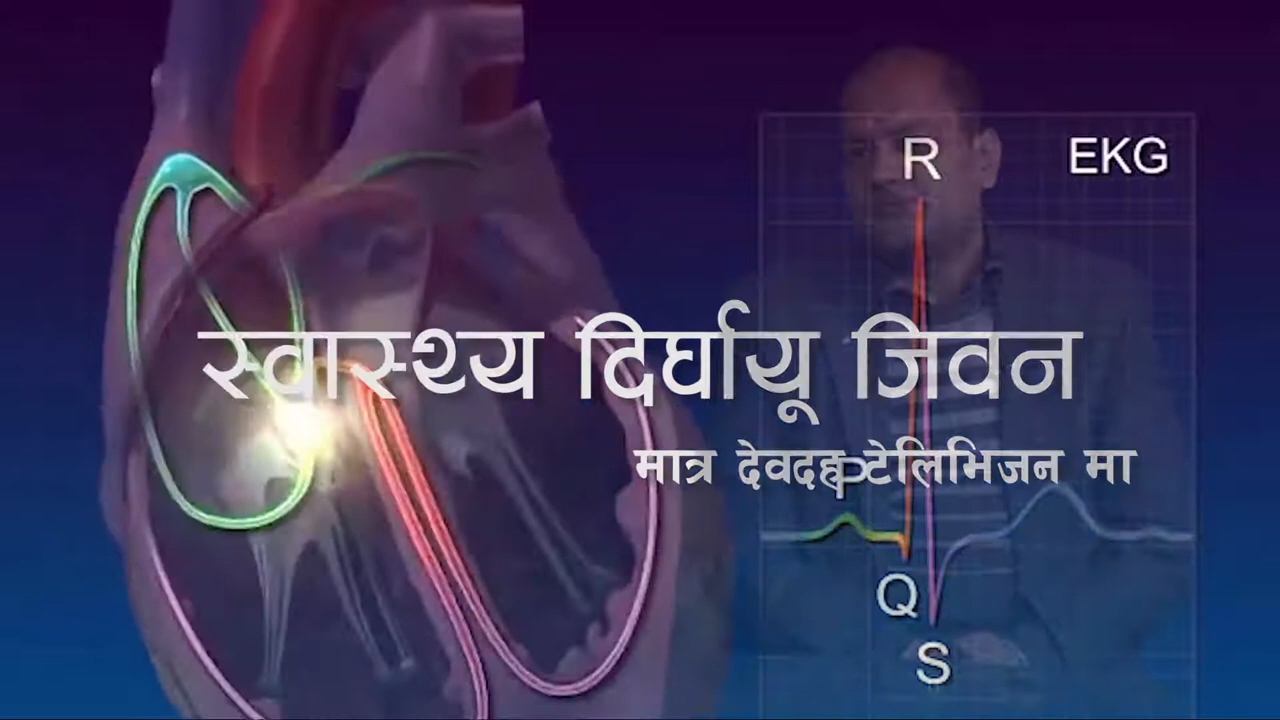 R EKG
स्वास्थ्य दिर्घायू जिवन
मात्र देवदह टेलिभिजन मा
P
Q
S